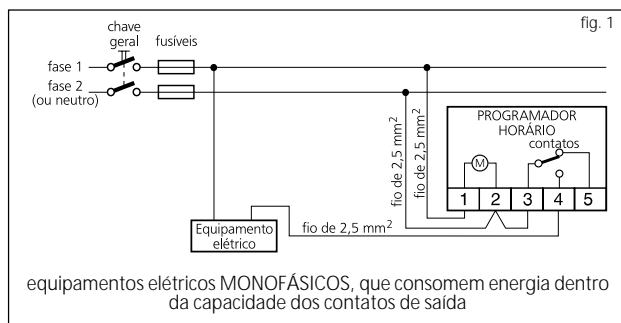 fig. 1
chave
geral
fusíveis
fase 1
fase 2
(ou neutro)
fio de 2,5 mm²
fio de 2,5 mm²
PROGRAMADOR
HORÁRIO
contatos
M
1 2 3 4 5
Equipamento
elétrico
fio de 2,5 mm²
equipamentos elétricos MONOFÁSICOS, que consomem energia dentro
da capacidade dos contatos de saída